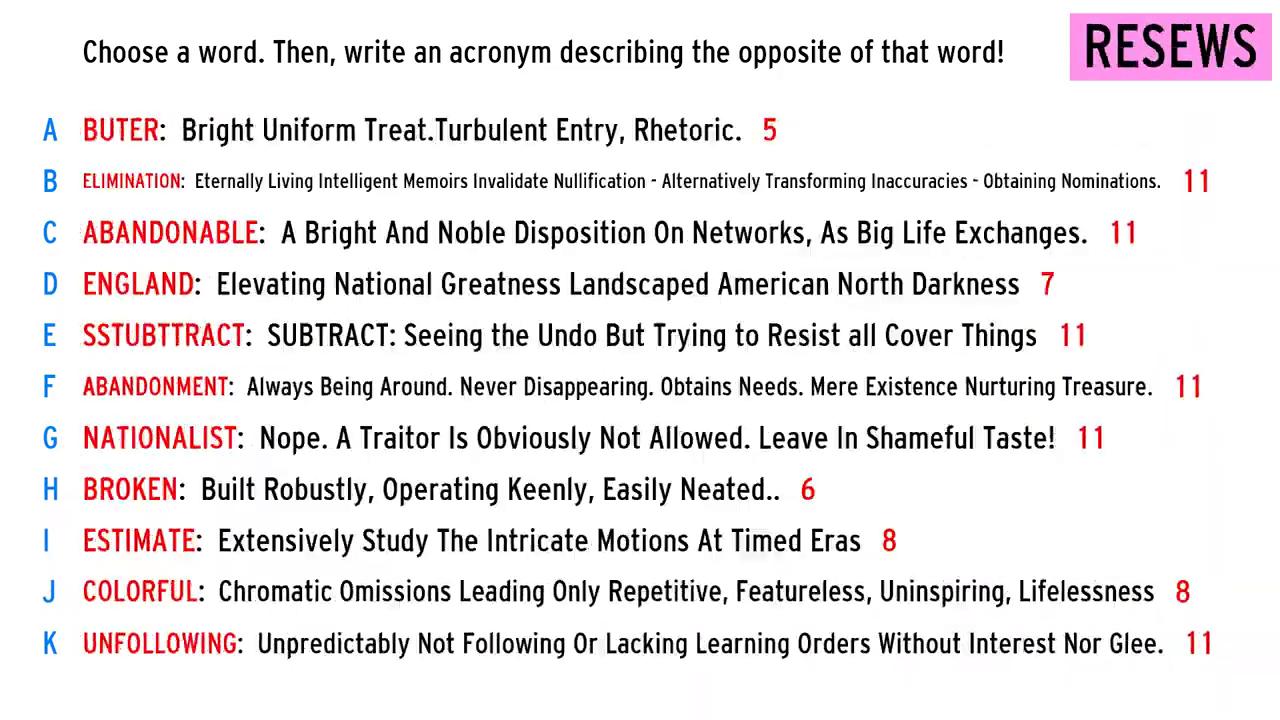 Choose a word. Then, write an acronym describing the opposite of that word!
RESEWS
A BUTER: Bright Uniform Treat.Turbulent Entry, Rhetoric. 5
B ELIMINATION: Eternally Living Intelligent Memoirs Invalidate Nullification - Alternatively Transforming Inaccuracies - Obtaining Nominations. 11
C ABANDONABLE: A Bright And Noble Disposition On Networks, As Big Life Exchanges. 11
D ENGLAND: Elevating National Greatness Landscaped American North Darkness 7
E SSTUBTTRACT: SUBTRACT: Seeing the Undo But Trying to Resist all Cover Things 11
F ABANDONMENT: Always Being Around. Never Disappearing. Obtains Needs. Mere Existence Nurturing Treasure. 11
G NATIONALIST: Nope. A Traitor Is Obviously Not Allowed. Leave In Shameful Taste! 11
H BROKEN: Built Robustly, Operating Keenly, Easily Neated.. 6
I ESTIMATE: Extensively Study The Intricate Motions At Timed Eras 8
J COLORFUL: Chromatic Omissions Leading Only Repetitive, Featureless, Uninspiring, Lifelessness 8
K UNFOLLOWING: Unpredictably Not Following Or Lacking Learning Orders Without Interest Nor Glee. 11